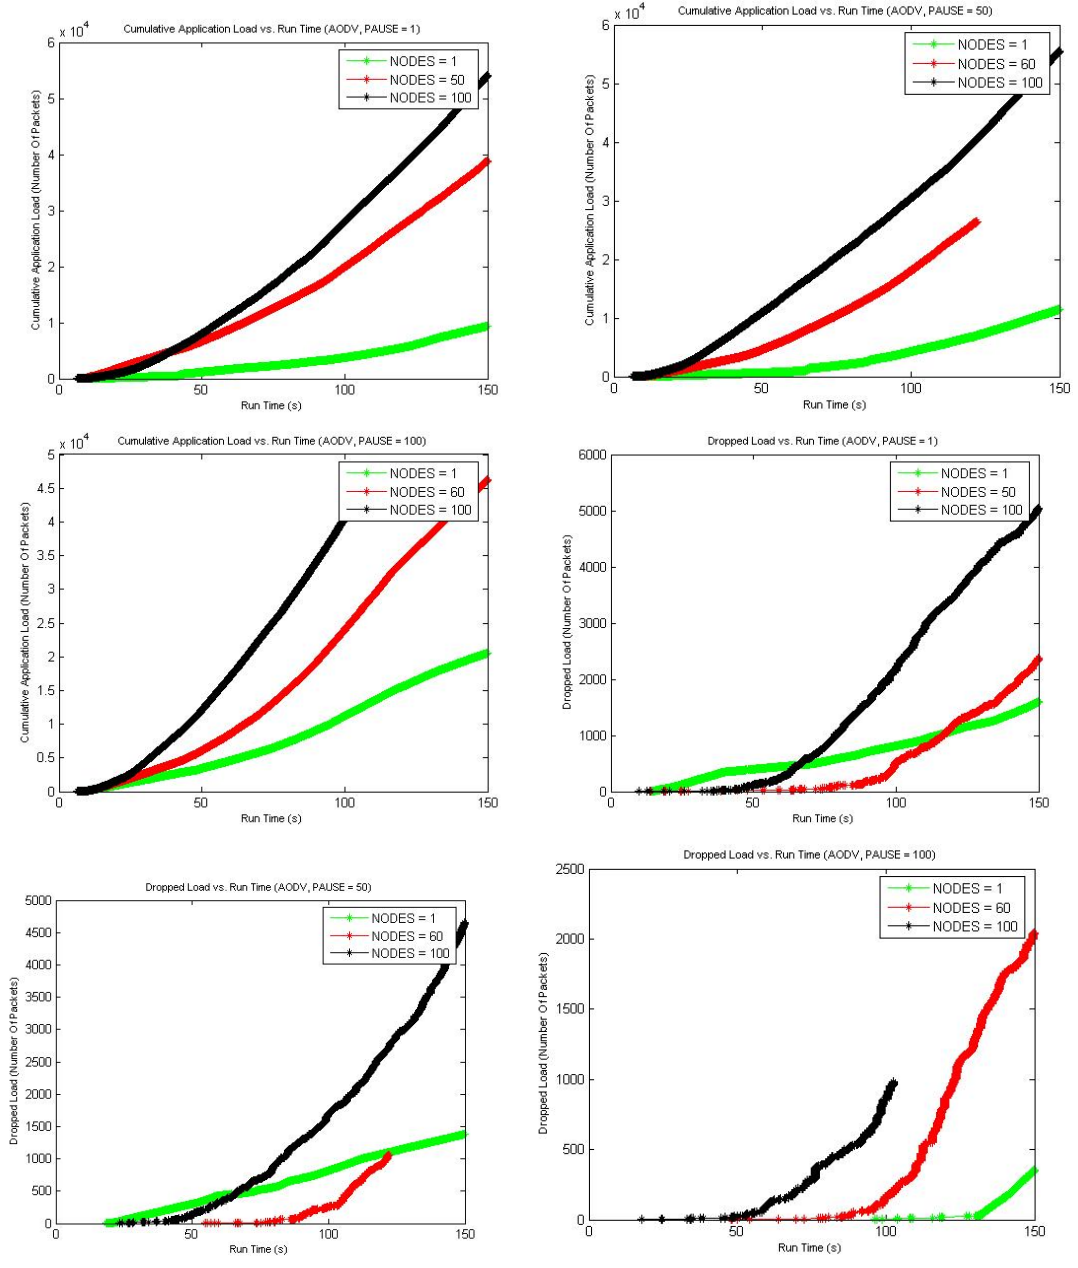 Cumulative Application Load vs. Run Time (AODV, PAUSE = 1)
x 10^4
6
5
4
3
2
1
0
0 50 100 150
Cumulative Application Load (Number Of Packets)
Run Time (s)
NODES = 1
NODES = 50
NODES = 100
Cumulative Application Load vs. Run Time (AODV, PAUSE = 50)
x 10^4
6
5
4
3
2
1
0
0 50 100 150
Cumulative Application Load (Number Of Packets)
Run Time (s)
NODES = 1
NODES = 60
NODES = 100
Cumulative Application Load vs. Run Time (AODV, PAUSE = 100)
x 10^4
5
4.5
4
3.5
3
2.5
2
1.5
1
0.5
0
0 50 100 150
Cumulative Application Load (Number Of Packets)
Run Time (s)
NODES = 1
NODES = 60
NODES = 100
Dropped Load vs. Run Time (AODV, PAUSE = 1)
6000
5000
4000
3000
2000
1000
0
0 50 100 150
Dropped Load (Number Of Packets)
Run Time (s)
NODES = 1
NODES = 50
NODES = 100
Dropped Load vs. Run Time (AODV, PAUSE = 50)
5000
4500
4000
3500
3000
2500
2000
1500
1000
500
0
0 50 100 150
Dropped Load (Number Of Packets)
Run Time (s)
NODES = 1
NODES = 60
NODES = 100
Dropped Load vs. Run Time (AODV, PAUSE = 100)
2500
2000
1500
1000
500
0
0 50 100 150
Dropped Load (Number Of Packets)
Run Time (s)
NODES = 1
NODES = 60
NODES = 100